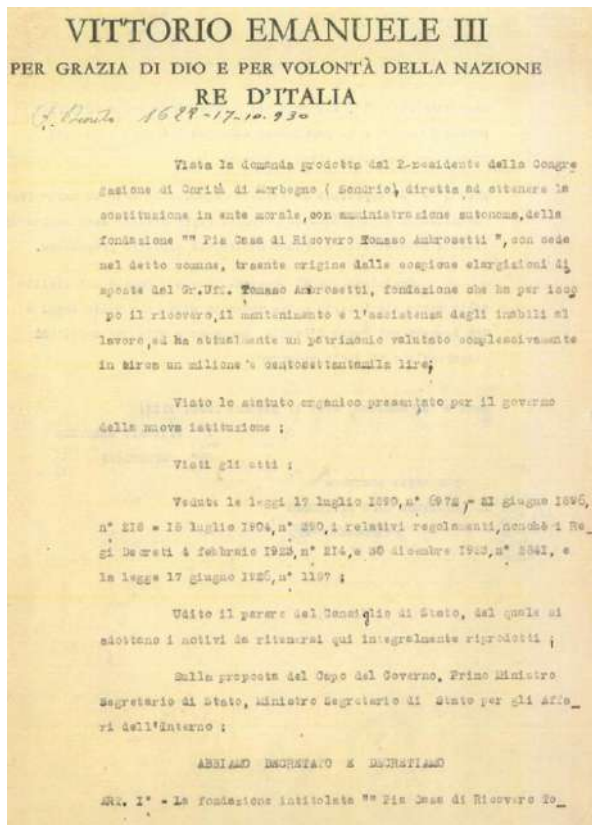 VITTORIO EMANUELE III
PER GRAZIA DI DIO E PER VOLONTÀ DELLA NAZIONE
RE D'ITALIA
1622-17-10.930
Vista la domanda prodotta dal Presidente della Congre
gazione di Carità di Morbegno ( Sondrio), diretta ad ottenere la
costituzione in ente morale, con amministrazione autonoma, della
fondazione "" Pia Casa di Ricovero Tomaso Ambrosetti ", con sede
nel detto comune, traente origine dalle cospicue elargizioni di
sposte dal Gr.Uff. Tomaso Ambrosetti, fondazione che ha per isco
po il ricovero, il mantenimento e l'assistenza degli inabili al
lavoro, ed ha attualmente un patrimonio valutato complessivamente
in circa un milione e centosettantamila lire;
Visto lo statuto organico presentato per il governo
della nuova istituzione ;
Visti gli atti ;
Vedute le leggi 17 luglio 1890, n° 6972, - 21 giugno 1896,
n° 218 - 18 luglio 1904, n° 390, i relativi regolamenti, nonchè i Re_
gi Decreti 4 febbraio 1923, n° 214, e 30 dicembre 1923, n° 2841, e
la legge 17 giugno 1926, n° 1187 ;
Udito il parere del Consiglio di Stato, del quale si
adottano i motivi da ritenersi qui integralmente riprodotti ;
Sulla proposta del Capo del Governo, Primo Ministro
Segretario di Stato, Ministro Segretario di Stato per gli Affa_
ri dell'Interno ;
ABBIAMO DECRETATO E DECRETIAMO
ART. I° - La fondazione intitolata "" Pia Casa di Ricovero To_